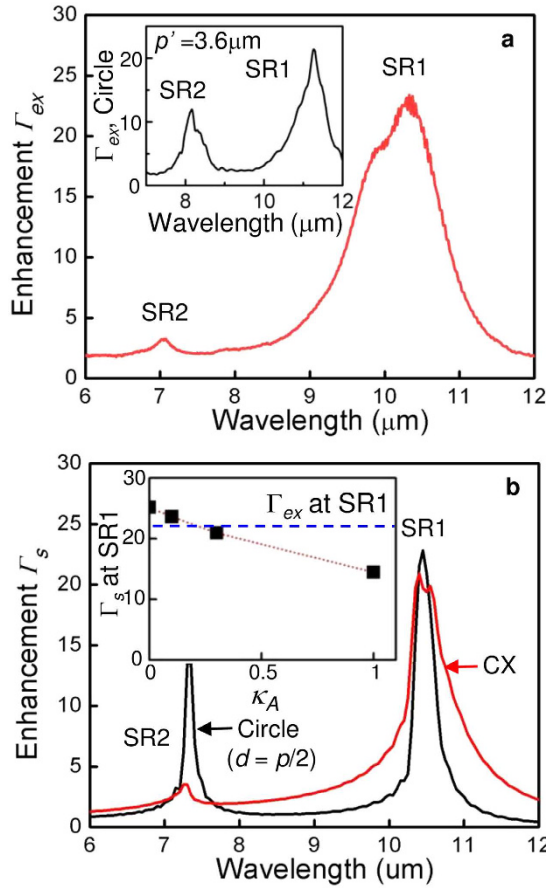 a
p' =3.6μm
SR2
SR1
SR1
Γex, Circle
20
10
0
8
10
12
Wavelength (μm)
SR2
Enhancement Γex
30
25
20
15
10
5
0
6
7
8
9
10
11
12
Wavelength (μm)
b
Γex at SR1
SR1
Γs at SR1
30
20
10
0
0
0.5
1
κA
CX
SR2
Circle
(d = p/2)
Enhancement Γs
30
25
20
15
10
5
0
6
7
8
9
10
11
12
Wavelength (um)